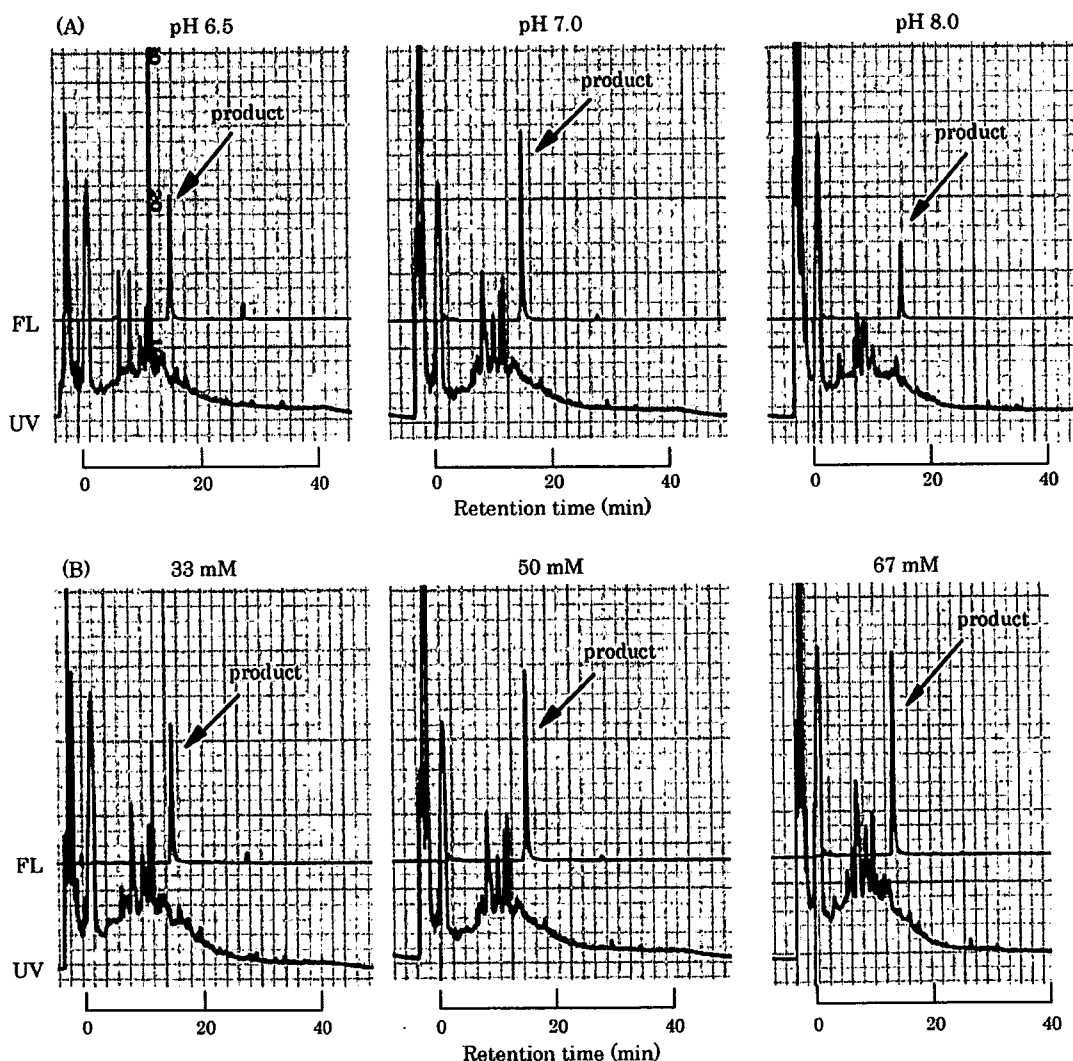 (A)
pH 6.5
pH 7.0
pH 8.0
product
product
product
FL
UV
0 20 40
0 20 40
0 20 40
Retention time (min)
(B)
33 mM
50 mM
67 mM
product
product
product
FL
UV
0 20 40
0 20 40
0 20 40
Retention time (min)